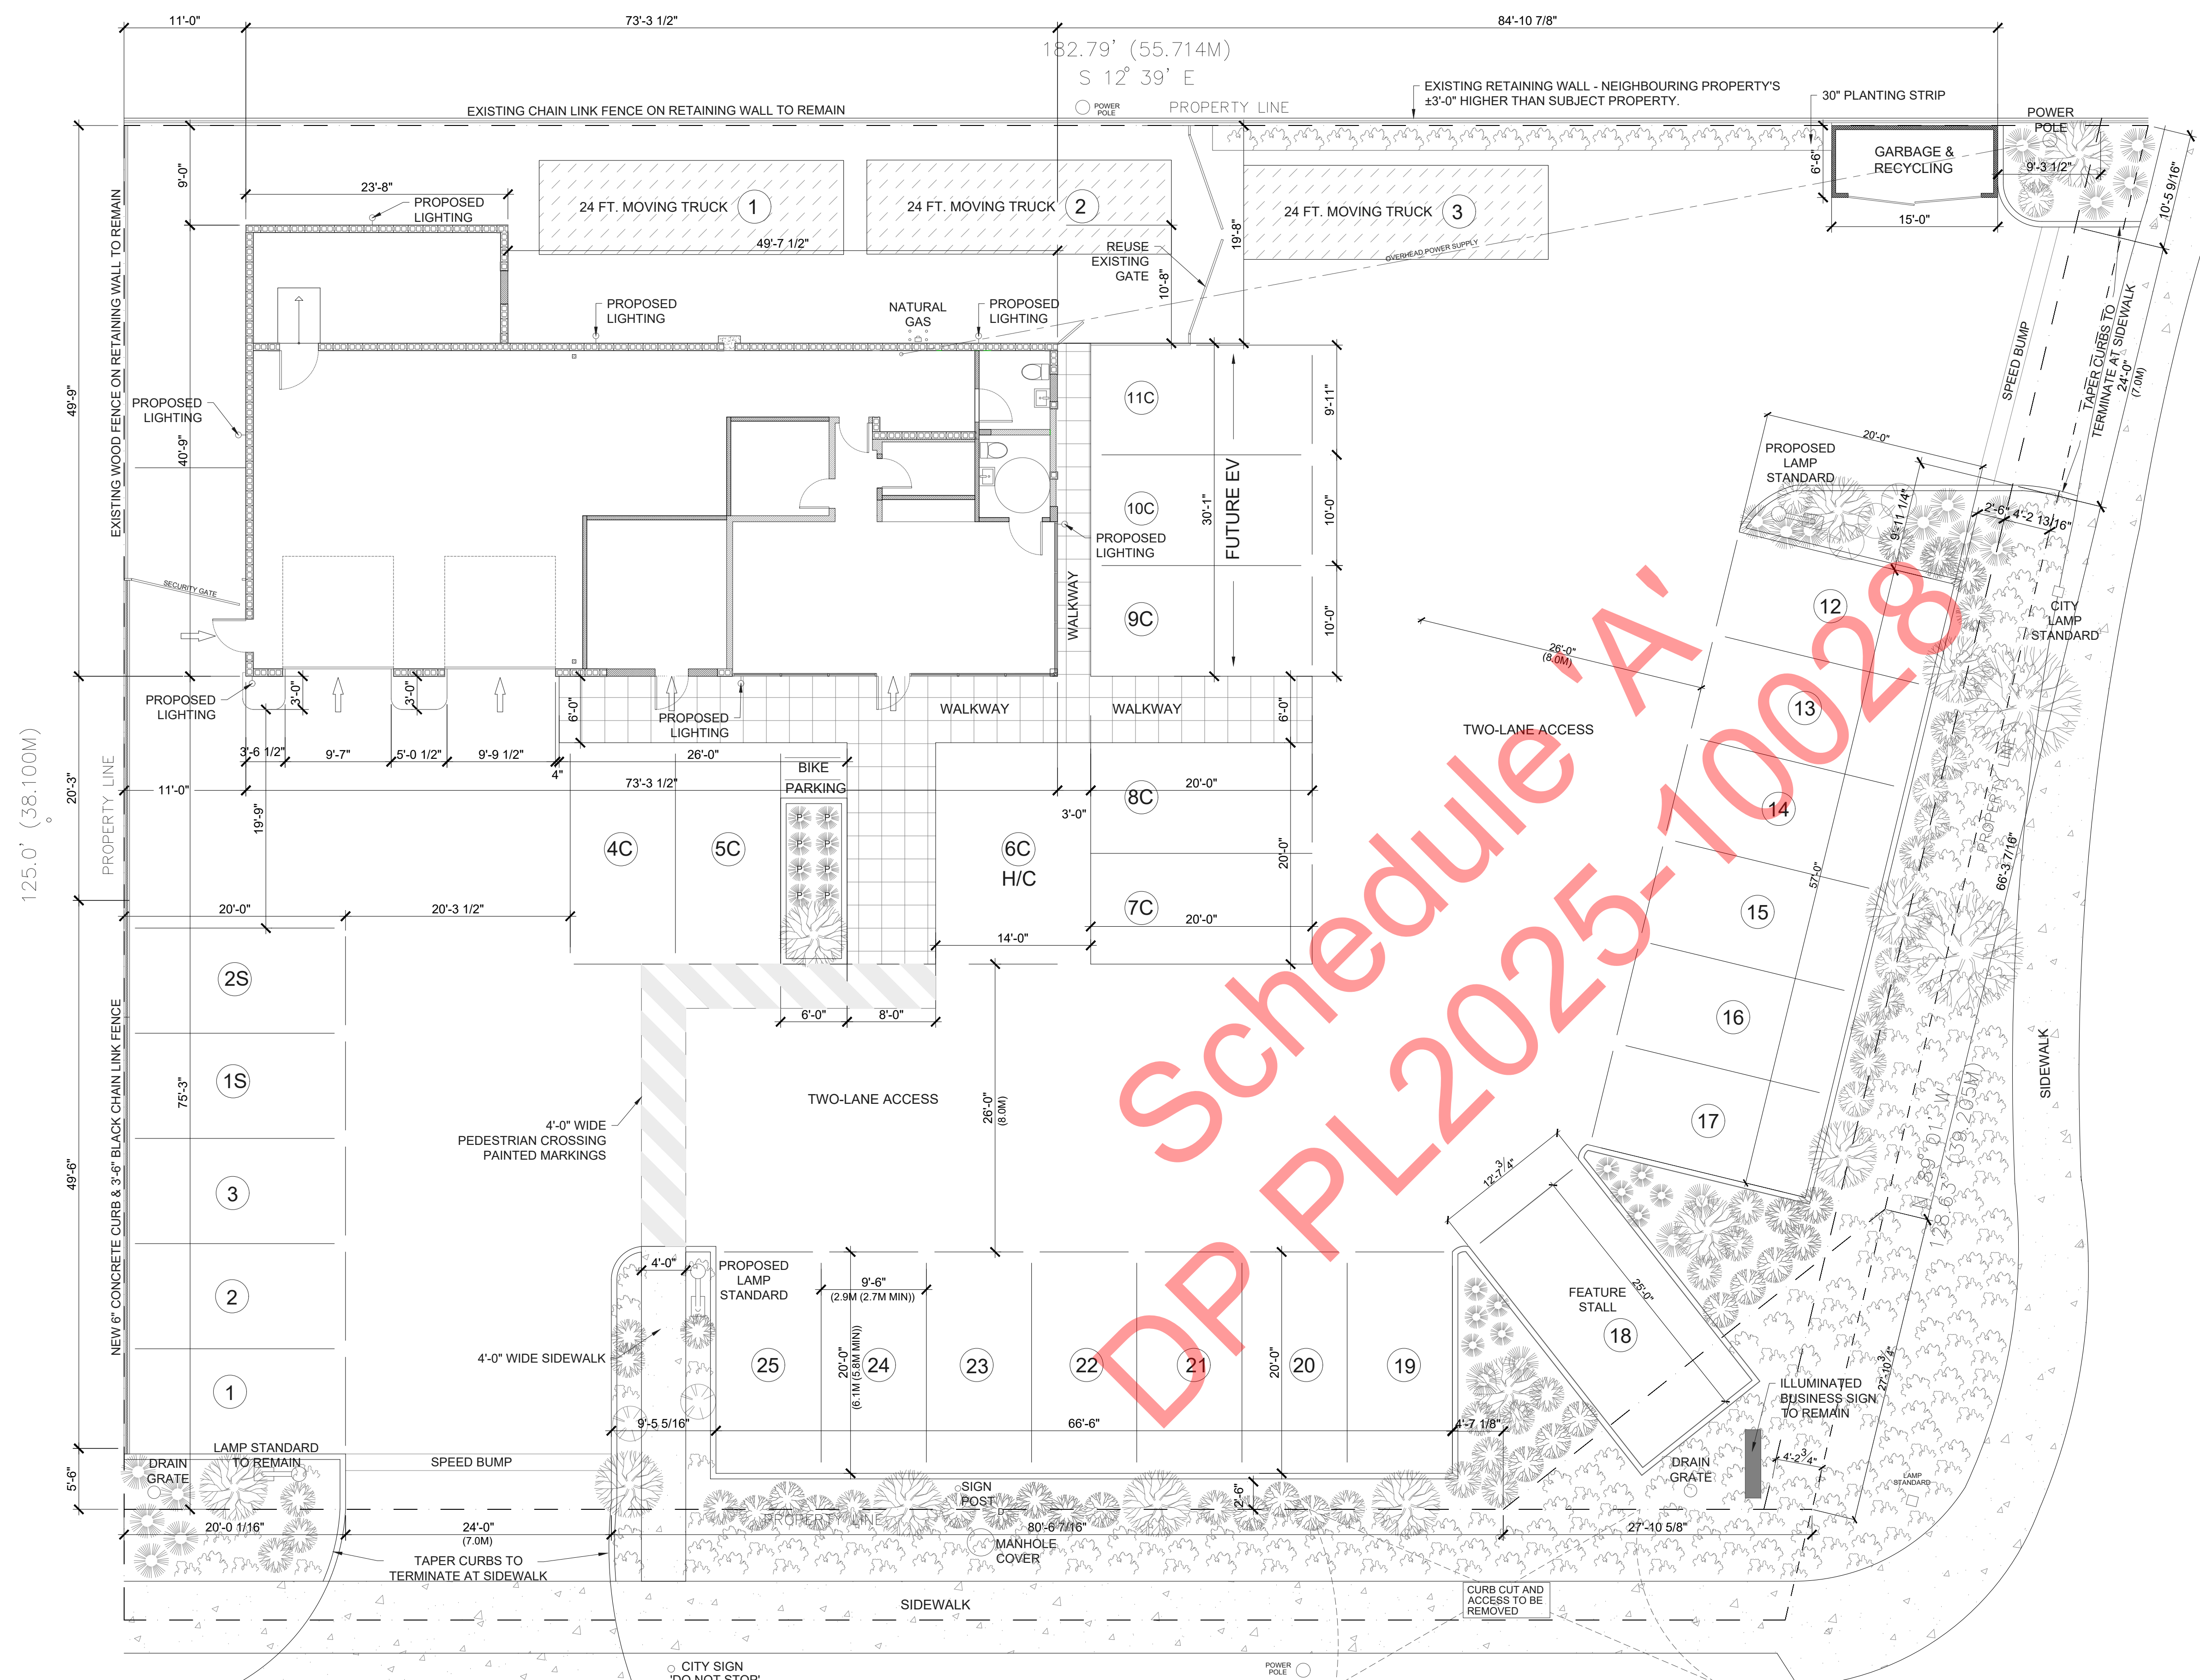 11'-0"
73'-3 1/2"
84'-10 7/8"
182.79' (55.714M)
S 12° 39' E
POWER
POLE
PROPERTY LINE
EXISTING CHAIN LINK FENCE ON RETAINING WALL TO REMAIN
EXISTING RETAINING WALL - NEIGHBOURING PROPERTY'S
±3'-0" HIGHER THAN SUBJECT PROPERTY.
30" PLANTING STRIP
POWER
POLE
GARBAGE &
RECYCLING
6'-6"
9'-3 1/2"
15'-0"
10'-5 9/16"
9'-0"
23'-8"
PROPOSED
LIGHTING
24 FT. MOVING TRUCK 1
24 FT. MOVING TRUCK 2
24 FT. MOVING TRUCK 3
49'-7 1/2"
REUSE
EXISTING
GATE
10'-8"
19'-8"
OVERHEAD POWER SUPPLY
EXISTING WOOD FENCE ON RETAINING WALL TO REMAIN
PROPOSED
LIGHTING
NATURAL
GAS
PROPOSED
LIGHTING
49'-9"
40'-9"
PROPOSED
LIGHTING
SECURITY GATE
11C
10C
9C
30'-1"
FUTURE EV
9'-11"
10'-0"
10'-0"
PROPOSED
LIGHTING
WALKWAY
SPEED BUMP
TAPER CURBS TO
TERMINATE AT SIDEWALK
24'-0"
(7.0M)
20'-0"
PROPOSED
LAMP
STANDARD
9'-11 1/4"
2'-6"
4'-2 13/16"
CITY
LAMP
STANDARD
12
13
14
15
16
17
26'-0"
(8.0M)
TWO-LANE ACCESS
57'-0"
PROPERTY LINE
66'-3 7/16"
SIDEWALK
N 89° 01' W
128.63' (39.205M)
PROPOSED
LIGHTING
3'-0"
3'-0"
6'-0"
PROPOSED
LIGHTING
WALKWAY
WALKWAY
6'-0"
3'-6 1/2"
9'-7"
5'-0 1/2"
9'-9 1/2"
4"
26'-0"
BIKE
PARKING
11'-0"
73'-3 1/2"
3'-0"
20'-0"
125.0' (38.100M)
PROPERTY LINE
20'-3"
19'-9"
4C
5C
P P
P P
P P
P P
6C
H/C
8C
7C
20'-0"
20'-0"
14'-0"
20'-0"
20'-3 1/2"
6'-0"
8'-0"
2S
1S
3
2
1
75'-3"
49'-6"
5'-6"
NEW 6" CONCRETE CURB & 3'-6" BLACK CHAIN LINK FENCE
4'-0" WIDE
PEDESTRIAN CROSSING
PAINTED MARKINGS
TWO-LANE ACCESS
26'-0"
(8.0M)
4'-0"
PROPOSED
LAMP
STANDARD
4'-0" WIDE SIDEWALK
9'-6"
(2.9M (2.7M MIN))
20'-0"
(6.1M (5.8M MIN))
20'-0"
25
24
23
22
21
20
19
12'-7 3/4"
25'-0"
FEATURE
STALL
18
ILLUMINATED
BUSINESS SIGN
TO REMAIN
27'-10 3/4"
4'-2 3/4"
LAMP
STANDARD
DRAIN
GRATE
9'-5 5/16"
66'-6"
4'-7 1/8"
LAMP STANDARD
TO REMAIN
DRAIN
GRATE
SPEED BUMP
SIGN
POST
D
2'-6"
PROPERTY LINE
20'-0 1/16"
24'-0"
(7.0M)
80'-6 7/16"
27'-10 5/8"
MANHOLE
COVER
TAPER CURBS TO
TERMINATE AT SIDEWALK
CURB CUT AND
ACCESS TO BE
REMOVED
SIDEWALK
CITY SIGN
'DO NOT STOP'
POWER
POLE
Schedule 'A'
DP PL2025-10028